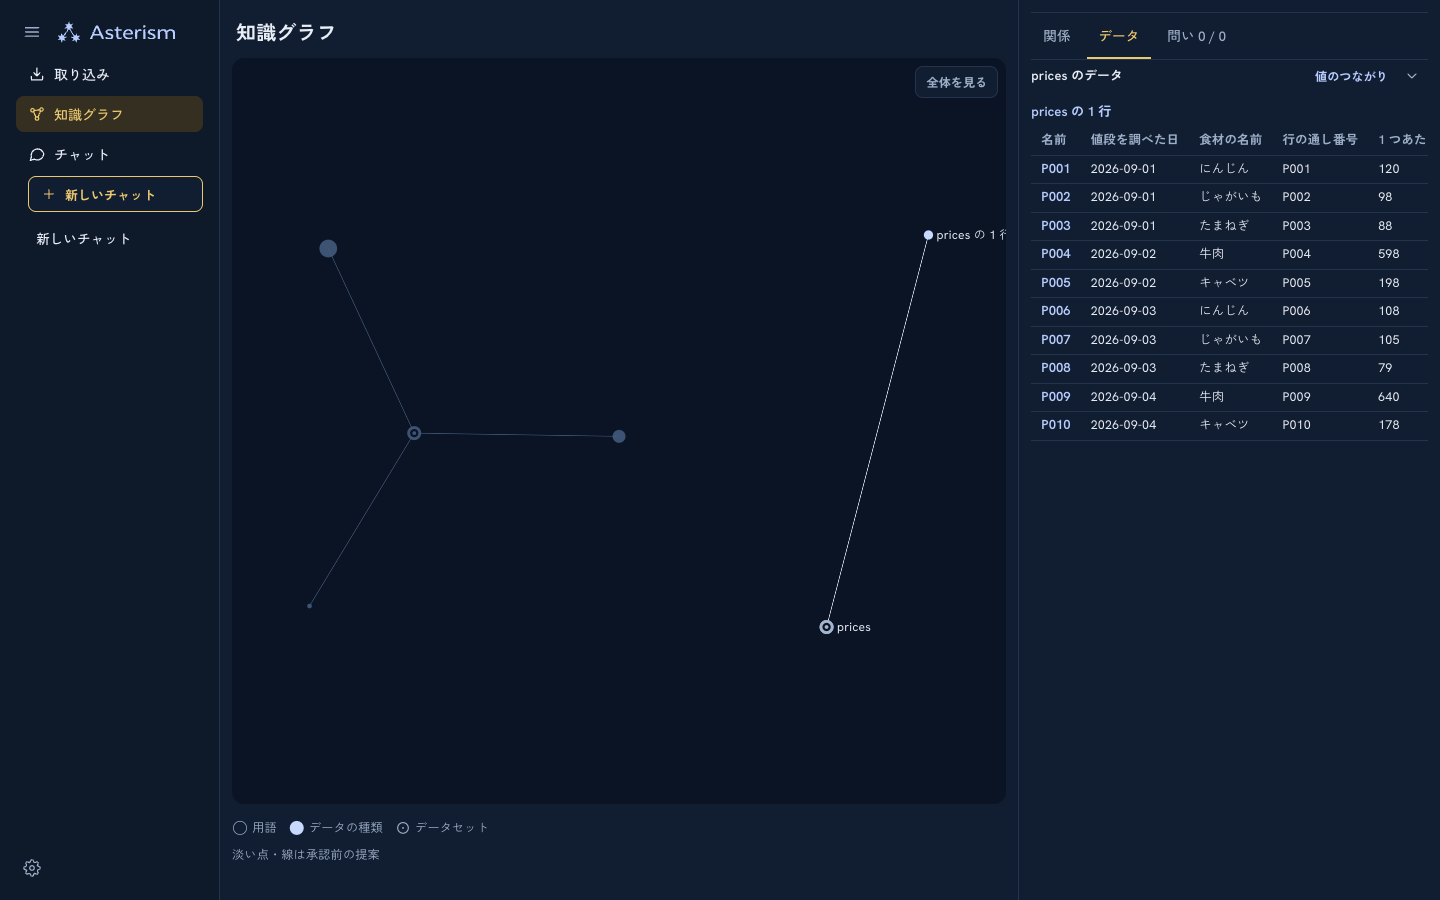 Asterism
取り込み
知識グラフ
チャット
新しいチャット
新しいチャット
知識グラフ
全体を見る
prices の 1 行
prices
用語 データの種類 データセット
淡い点・線は承認前の提案
関係 データ 問い 0 / 0
prices のデータ 値のつながり
prices の 1 行
名前 値段を調べた日 食材の名前 行の通し番号 1 つあた
P001 2026-09-01 にんじん P001 120
P002 2026-09-01 じゃがいも P002 98
P003 2026-09-01 たまねぎ P003 88
P004 2026-09-02 牛肉 P004 598
P005 2026-09-02 キャベツ P005 198
P006 2026-09-03 にんじん P006 108
P007 2026-09-03 じゃがいも P007 105
P008 2026-09-03 たまねぎ P008 79
P009 2026-09-04 牛肉 P009 640
P010 2026-09-04 キャベツ P010 178